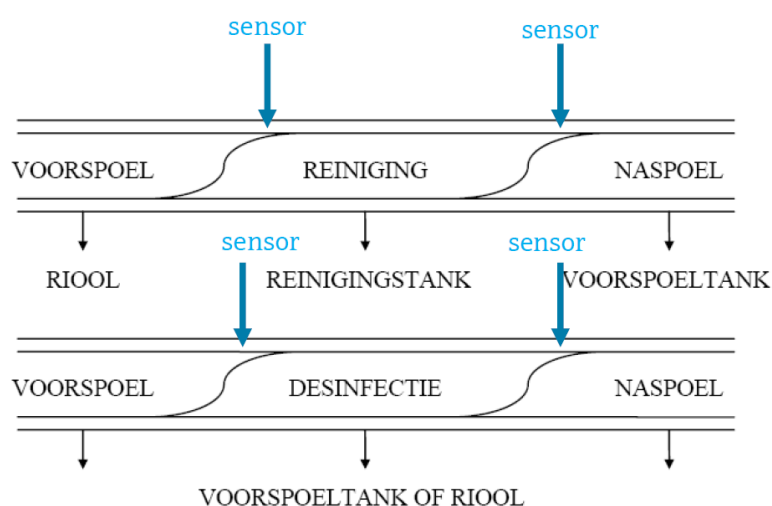 sensor sensor
VOORSPOEL REINIGING NASPOEL
RIOOL REINIGINGSTANK VOORSPOELTANK
sensor sensor
VOORSPOEL DESINFECTIE NASPOEL
VOORSPOELTANK OF RIOOL